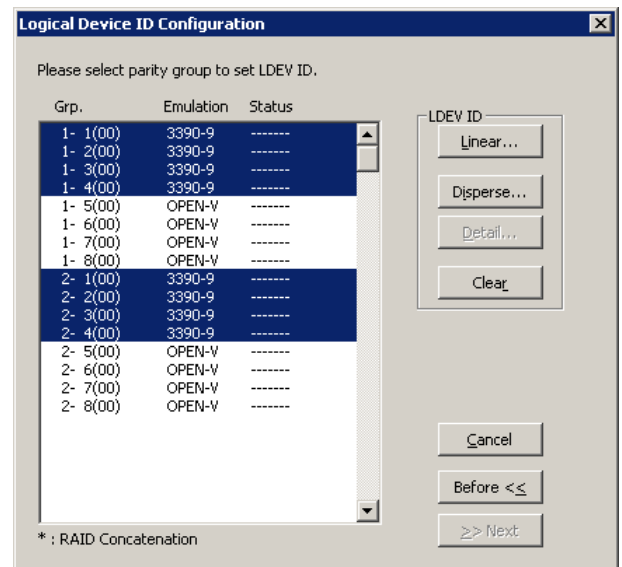 Logical Device ID Configuration
Please select parity group to set LDEV ID.
Grp. Emulation Status
1- 1(00) 3390-9 -------
1- 2(00) 3390-9 -------
1- 3(00) 3390-9 -------
1- 4(00) 3390-9 -------
1- 5(00) OPEN-V -------
1- 6(00) OPEN-V -------
1- 7(00) OPEN-V -------
1- 8(00) OPEN-V -------
2- 1(00) 3390-9 -------
2- 2(00) 3390-9 -------
2- 3(00) 3390-9 -------
2- 4(00) 3390-9 -------
2- 5(00) OPEN-V -------
2- 6(00) OPEN-V -------
2- 7(00) OPEN-V -------
2- 8(00) OPEN-V -------
* : RAID Concatenation
LDEV ID
Linear...
Disperse...
Detail...
Clear
Cancel
Before <<
>> Next